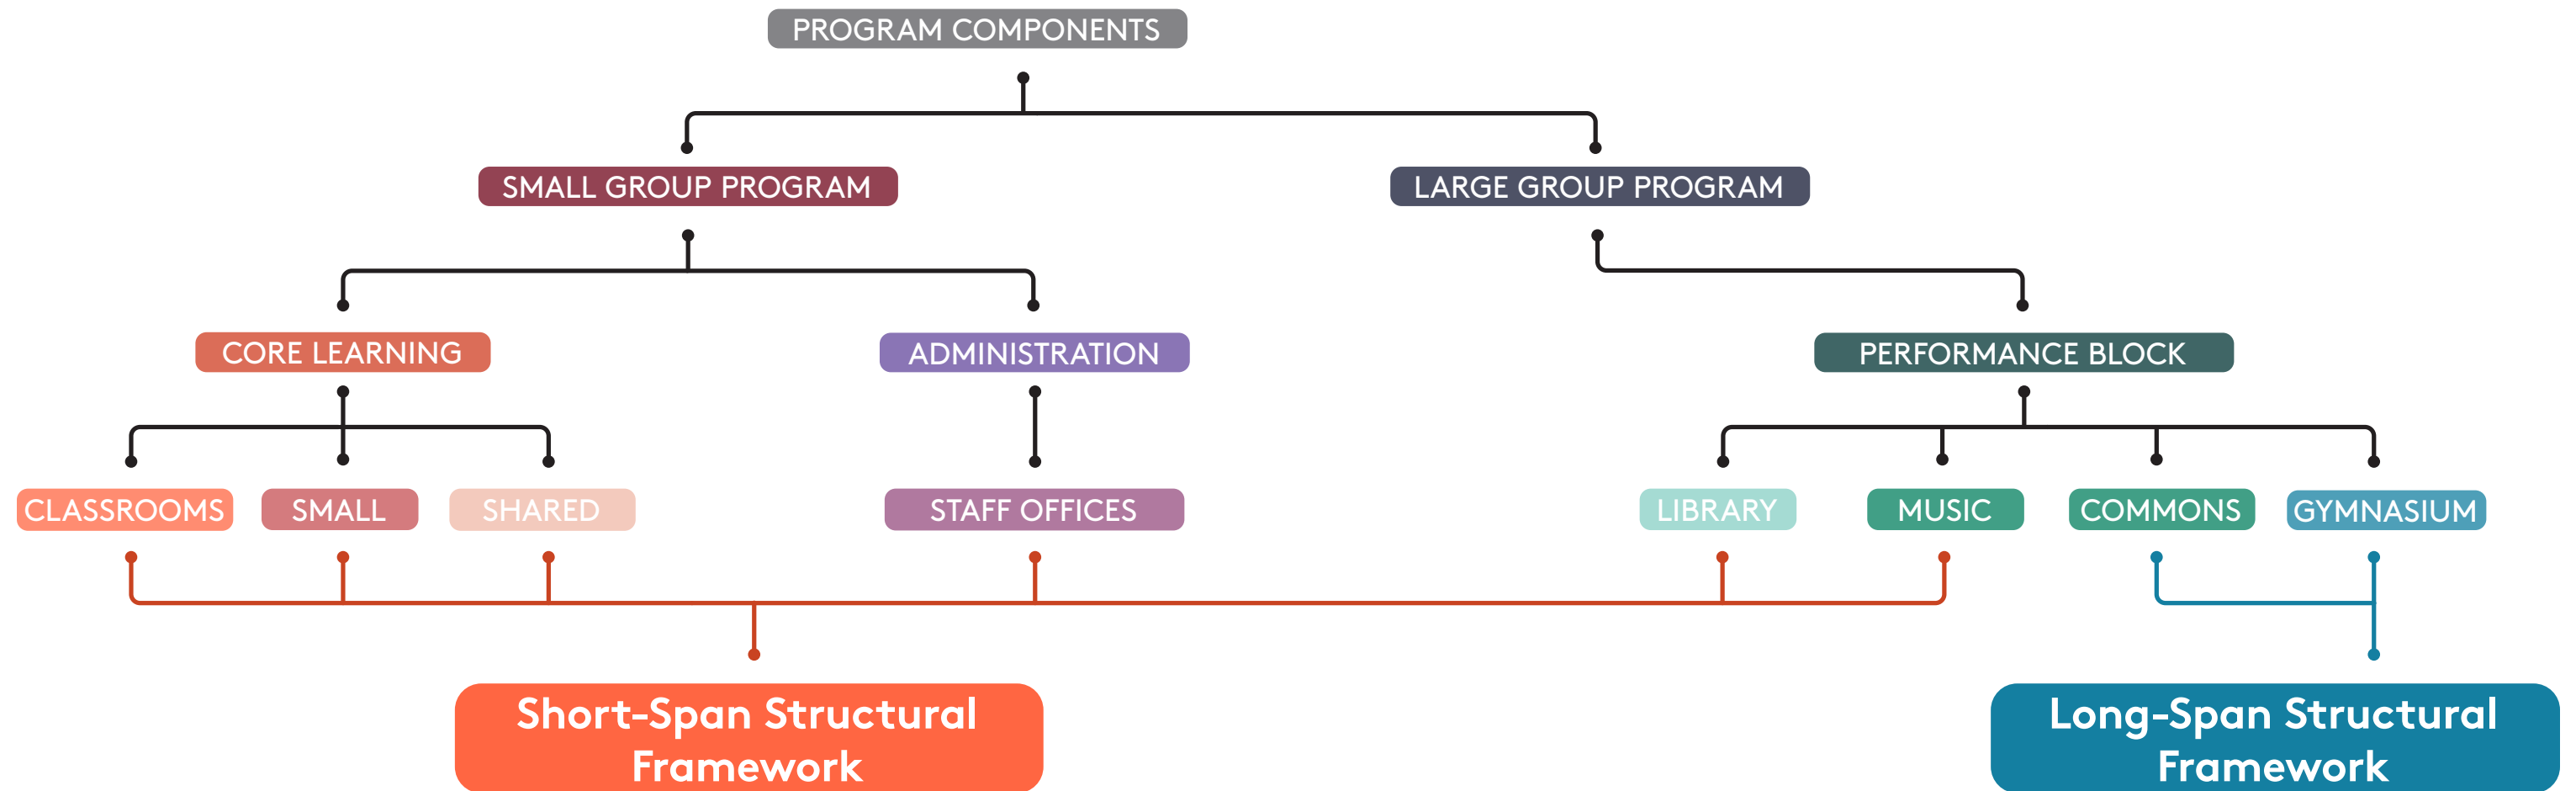 PROGRAM COMPONENTS
SMALL GROUP PROGRAM
LARGE GROUP PROGRAM
CORE LEARNING
ADMINISTRATION
PERFORMANCE BLOCK
CLASSROOMS
SMALL
SHARED
STAFF OFFICES
LIBRARY
MUSIC
COMMONS
GYMNASIUM
Short-Span Structural
Framework
Long-Span Structural
Framework